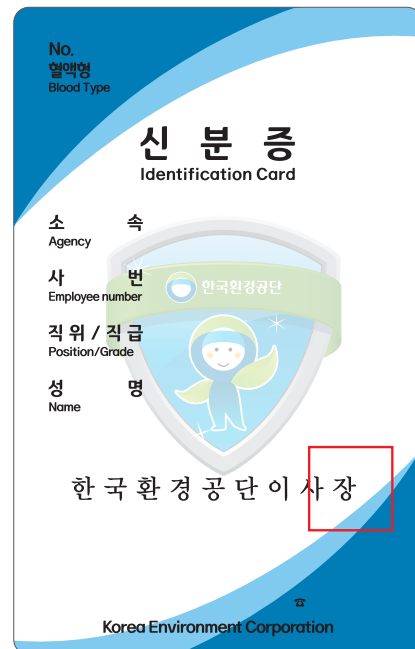 No.
혈액형
Blood Type
신 분 증
Identification Card
소 속
Agency
한국환경공단
사 번
Employee number
직위 / 직급
Position/Grade
성 명
Name
한국환경공단이사장
☎
Korea Environment Corporation